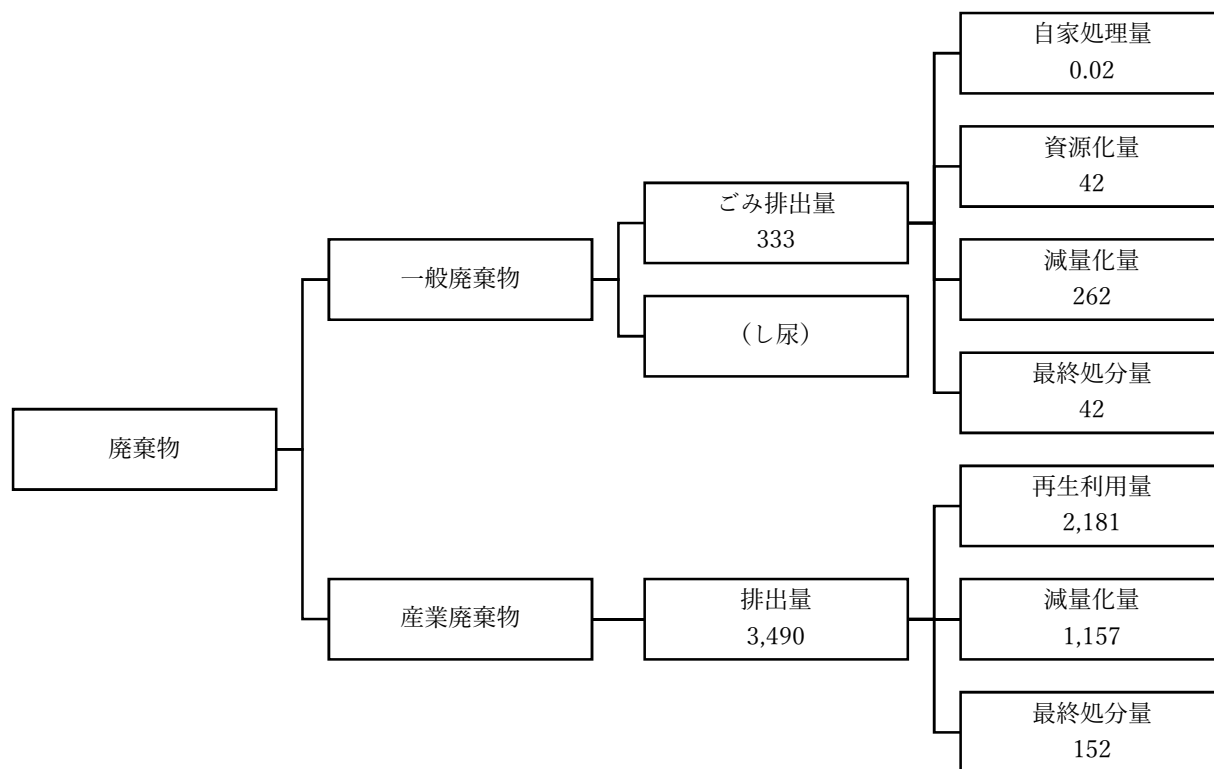 自家処理量
0.02
資源化量
42
ごみ排出量
333
減量化量
262
一般廃棄物
（し尿）
最終処分量
42
廃棄物
再生利用量
2,181
産業廃棄物
排出量
3,490
減量化量
1,157
最終処分量
152